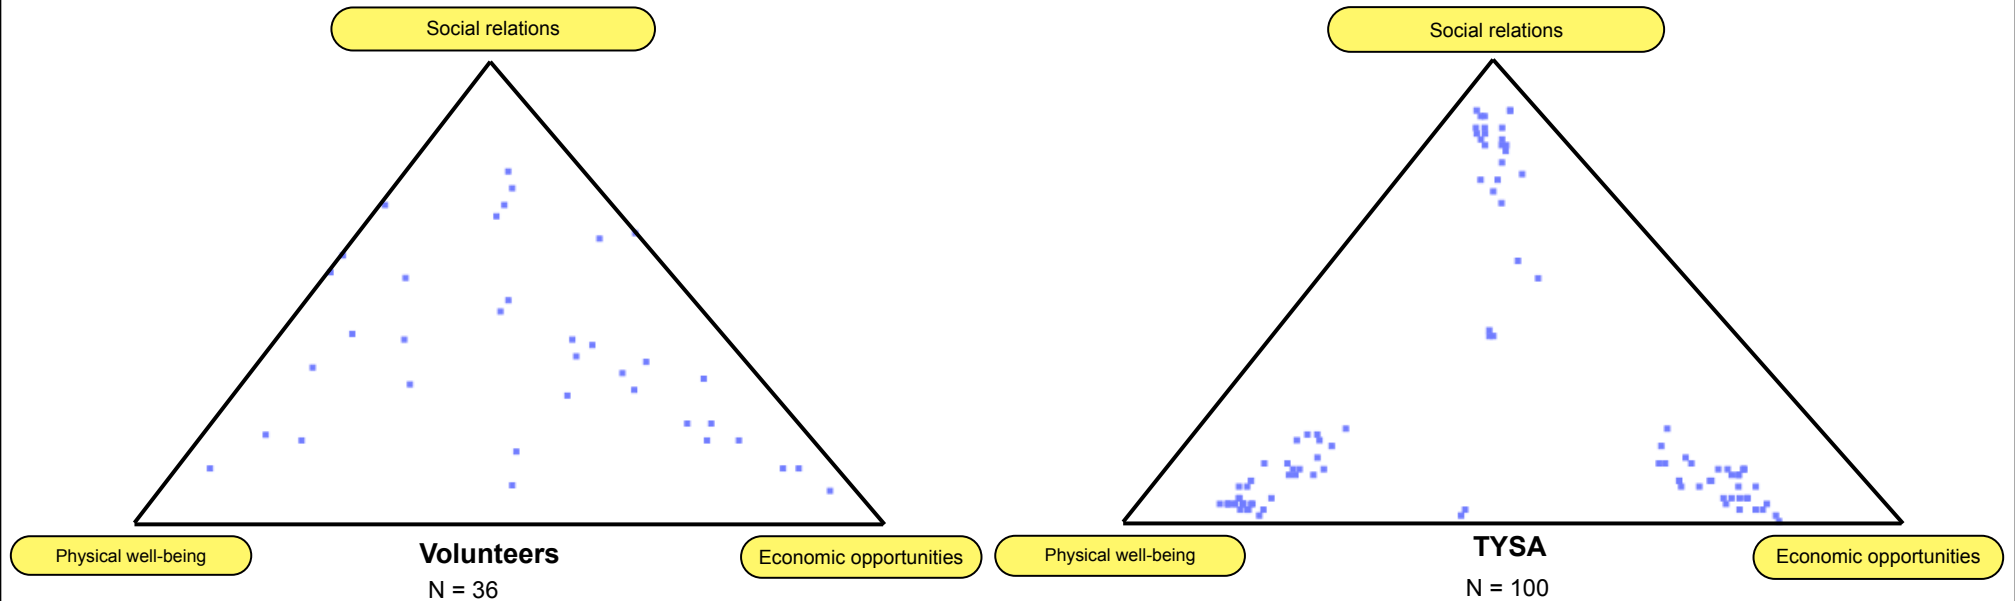 Social relations
Physical well-being
Volunteers
N = 36
Economic opportunities
Social relations
Physical well-being
TYSA
N = 100
Economic opportunities